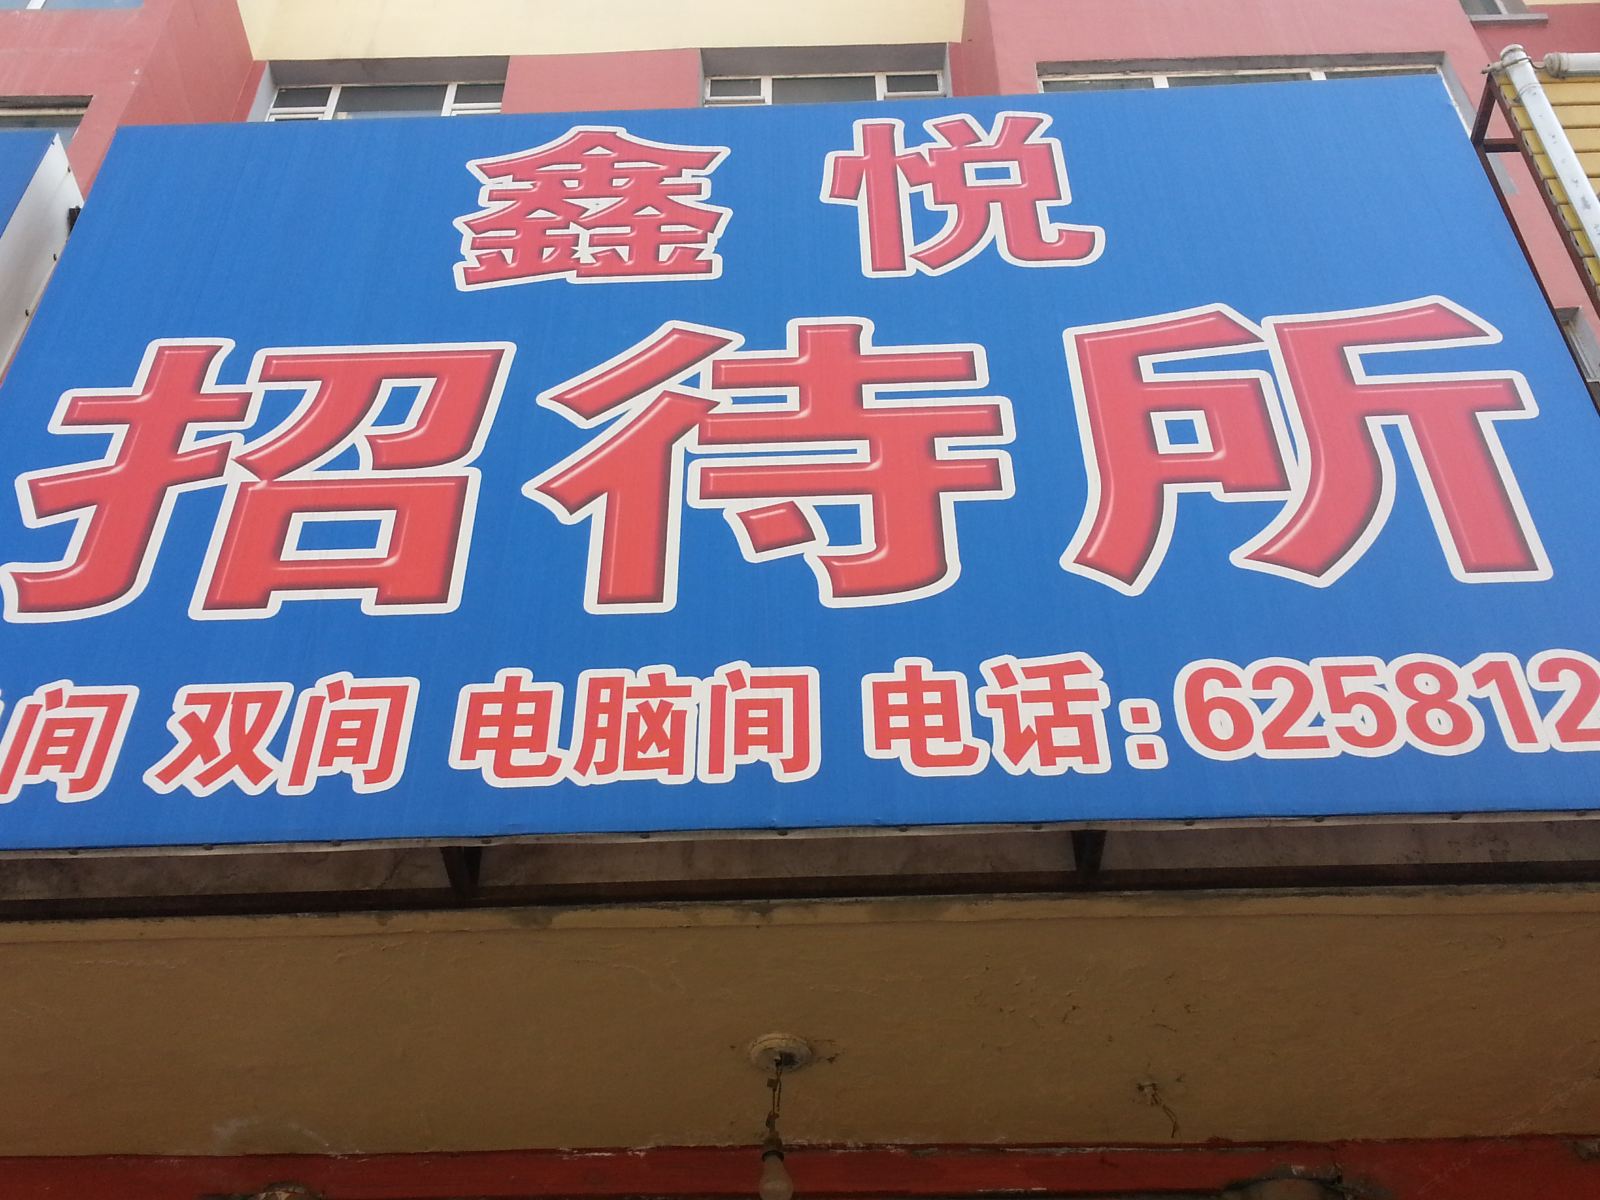 鑫悦
招待所
间 双间 电脑间 电话:625812